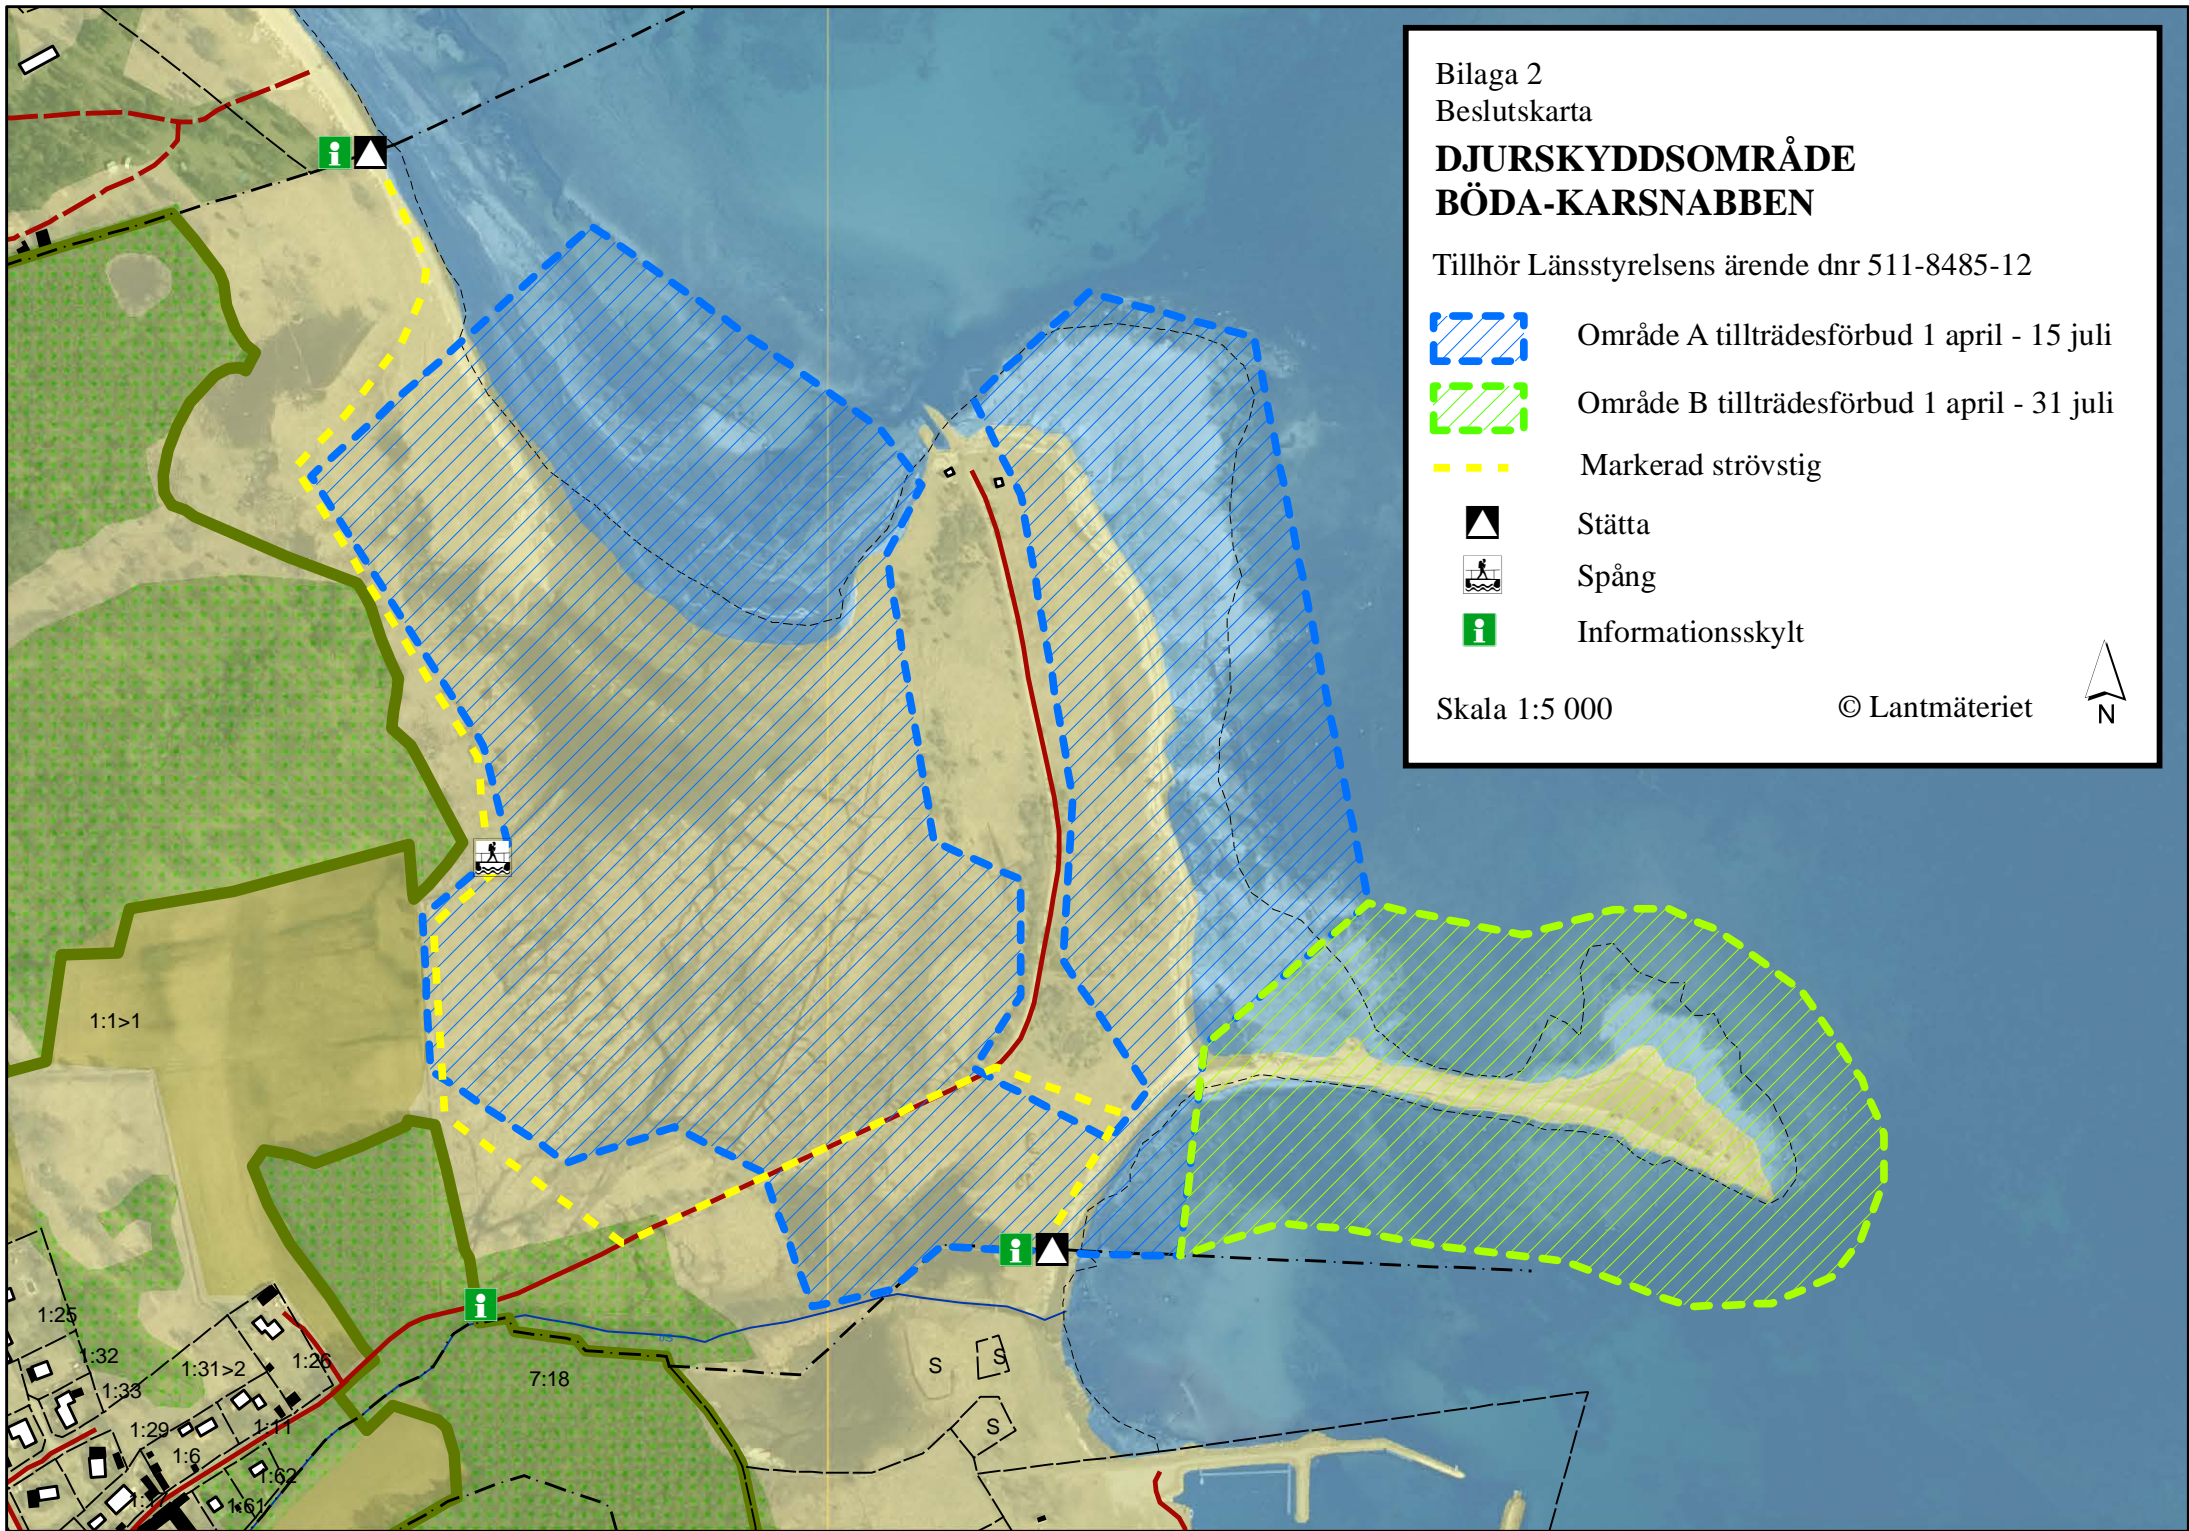 Bilaga 2
Beslutskarta
DJURSKYDDSOMRÅDE
BÖDA-KARSNABBEN
Tillhör Länsstyrelsens ärende dnr 511-8485-12
Område A tillträdesförbud 1 april - 15 juli
Område B tillträdesförbud 1 april - 31 juli
Markerad strövstig
Stätta
Spång
Informationsskylt
Skala 1:5 000
© Lantmäteriet
N
1:1>1
1:25
1:32
1:33
1:31>2
1:26
1:29
1:11
1:6
1:62
1:61
7:18
S
S
S